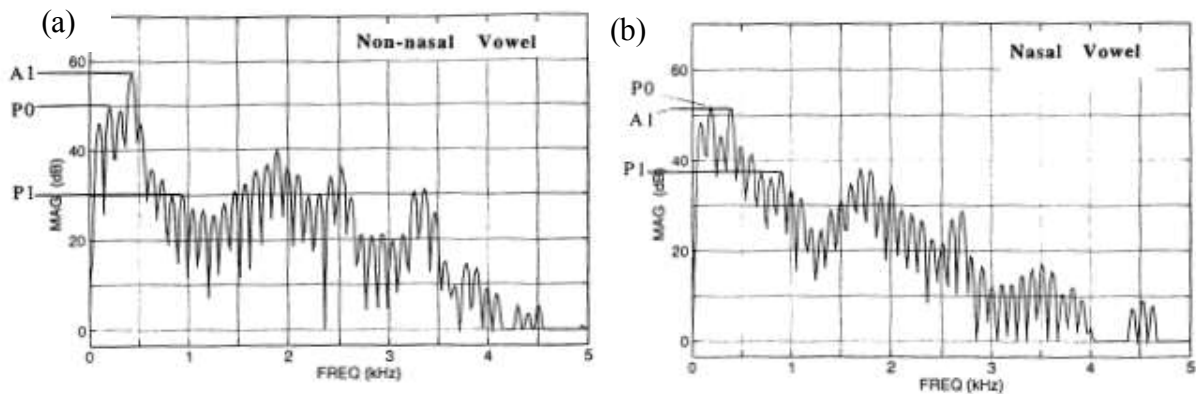 (a)
Non-nasal Vowel
A1
P0
P1
MAG (dB)
60
40
20
0
0 1 2 3 4 5
FREQ (kHz)
(b)
Nasal Vowel
P0
A1
P1
MAG (dB)
60
40
20
0
0 1 2 3 4 5
FREQ (kHz)